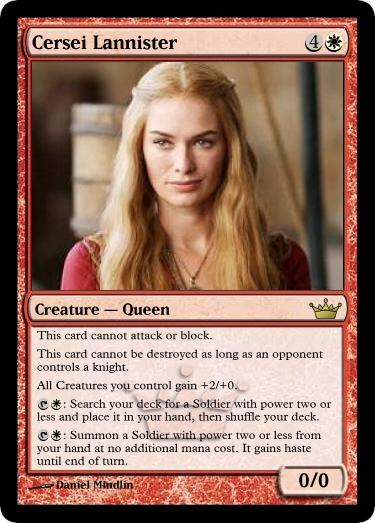 Cersei Lannister 4
Creature — Queen
This card cannot attack or block.
This card cannot be destroyed as long as an opponent
controls a knight.
All Creatures you control gain +2/+0.
: Search your deck for a Soldier with power two or
less and place it in your hand, then shuffle your deck.
: Summon a Soldier with power two or less from
your hand at no additional mana cost. It gains haste
until end of turn.
0/0
Daniel Mindlin